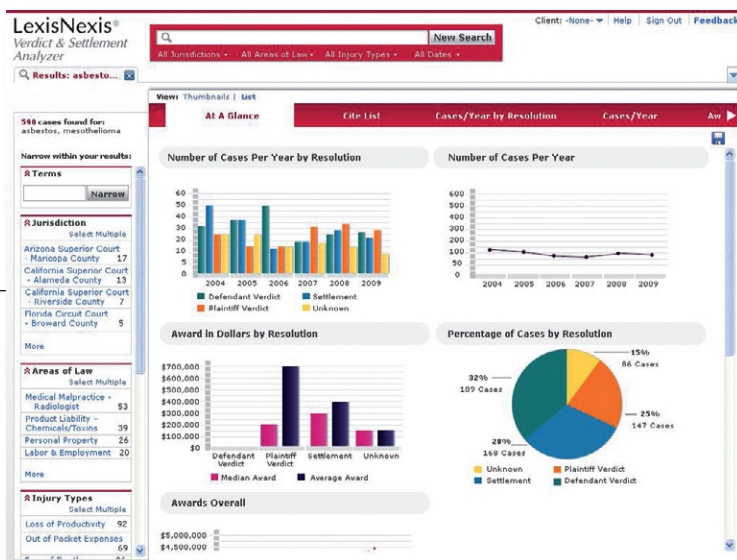 LexisNexis®
Verdict & Settlement
Analyzer
Client: -None-
Help
Sign Out
Feedback
New Search
All Jurisdictions
All Areas of Law
All Injury Types
All Dates
Results: asbesto...
View: Thumbnails | List
At A Glance
Cite List
Cases/Year by Resolution
Cases/Year
Aw
590 cases found for:
asbestos, mesothelioma
Narrow within your results:
Terms
Narrow
Jurisdiction
Select Multiple
Arizona Superior Court
- Maricopa County 17
California Superior Court
- Alameda County 13
California Superior Court
- Riverside County 7
Florida Circuit Court
- Broward County 5
More
Areas of Law
Select Multiple
Medical Malpractice -
Radiologist 53
Product Liability -
Chemicals/Toxins 39
Personal Property 26
Labor & Employment 20
More
Injury Types
Select Multiple
Loss of Productivity 92
Out of Pocket Expenses
69
Number of Cases Per Year by Resolution
60
50
50
40
30
20
10
5
0
2004 2005 2006 2007 2008 2009
Defendant Verdict
Settlement
Plaintiff Verdict
Unknown
Number of Cases Per Year
600
500
400
300
200
100
50
0
2004 2005 2006 2007 2008 2009
Award in Dollars by Resolution
$700,000
$600,000
$500,000
$400,000
$300,000
$200,000
$100,000
$0
Defendant Verdict
Plaintiff Verdict
Settlement
Unknown
Median Award
Average Award
Percentage of Cases by Resolution
15%
86 Cases
32%
189 Cases
25%
147 Cases
28%
168 Cases
Unknown
Plaintiff Verdict
Settlement
Defendant Verdict
Awards Overall
$5,000,000
$4,500,000